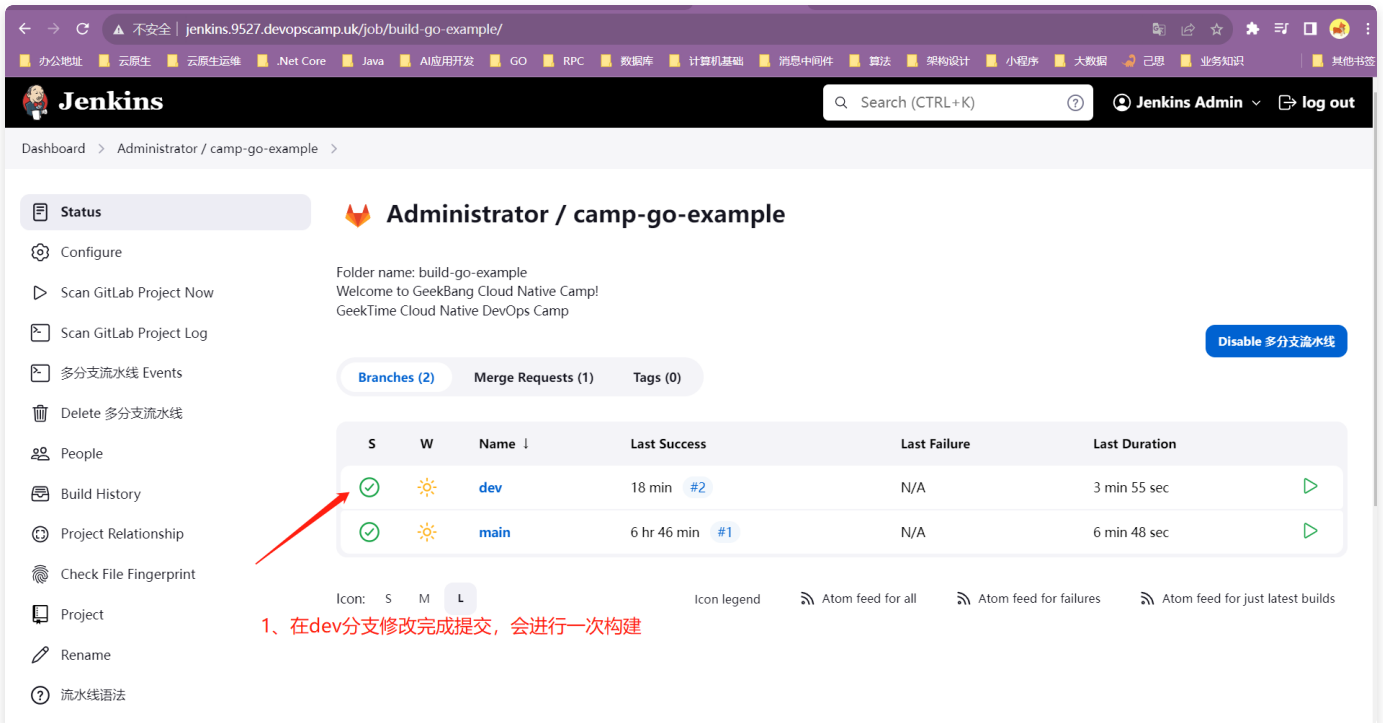 不安全 jenkins.9527.devopscamp.uk/job/build-go-example/
办公地址 云原生 云原生运维 .Net Core Java AI应用开发 GO RPC 数据库 计算机基础 消息中间件 算法 架构设计 小程序 大数据 己思 业务知识 其他书签
Jenkins Search (CTRL+K) ? Jenkins Admin log out
Dashboard Administrator / camp-go-example
Status
Configure
Scan GitLab Project Now
Scan GitLab Project Log
多分支流水线 Events
Delete 多分支流水线
People
Build History
Project Relationship
Check File Fingerprint
Project
Rename
流水线语法
Administrator / camp-go-example
Folder name: build-go-example
Welcome to GeekBang Cloud Native Camp!
GeekTime Cloud Native DevOps Camp
Disable 多分支流水线
Branches (2) Merge Requests (1) Tags (0)
S W Name ↓ Last Success Last Failure Last Duration
dev 18 min #2 N/A 3 min 55 sec
main 6 hr 46 min #1 N/A 6 min 48 sec
Icon: S M L Icon legend Atom feed for all Atom feed for failures Atom feed for just latest builds
1、在dev分支修改完成提交，会进行一次构建